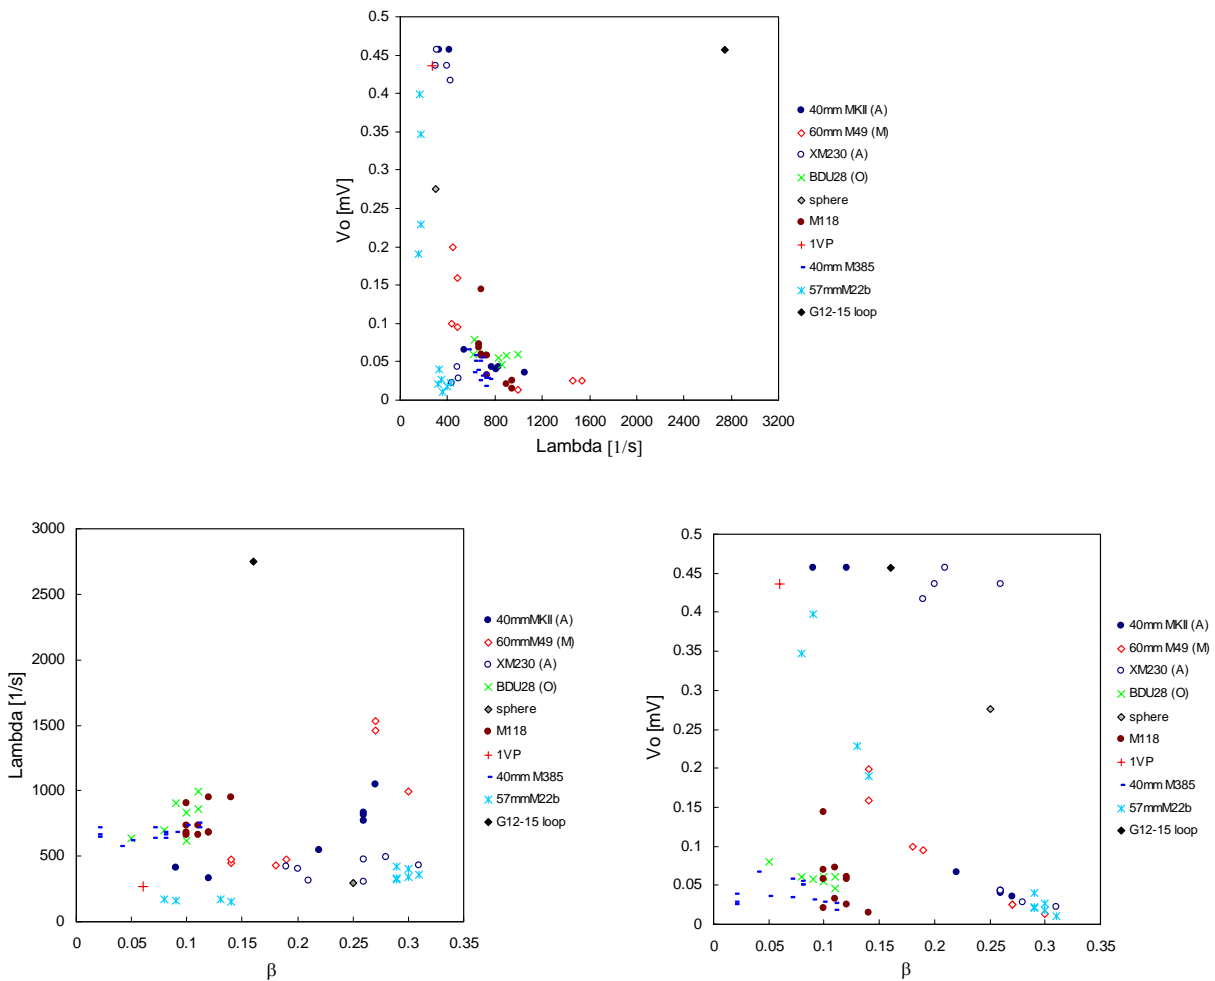 0.5
0.45
0.4
0.35
0.3
0.25
0.2
0.15
0.1
0.05
0
Vo [mV]
0 400 800 1200 1600 2000 2400 2800 3200
Lambda [1/s]
40mm MKII (A)
60mm M49 (M)
XM230 (A)
BDU28 (O)
sphere
M118
1VP
40mm M385
57mmM22b
G12-15 loop
3000
2500
2000
1500
1000
500
0
Lambda [1/s]
0 0.05 0.1 0.15 0.2 0.25 0.3 0.35
β
40mmMKII (A)
60mmM49 (M)
XM230 (A)
BDU28 (O)
sphere
M118
1VP
40mm M385
57mmM22b
G12-15 loop
0.5
0.45
0.4
0.35
0.3
0.25
0.2
0.15
0.1
0.05
0
Vo [mV]
0 0.05 0.1 0.15 0.2 0.25 0.3 0.35
β
40mm MKII (A)
60mm M49 (M)
XM230 (A)
BDU28 (O)
sphere
M118
1VP
40mm M385
57mmM22b
G12-15 loop